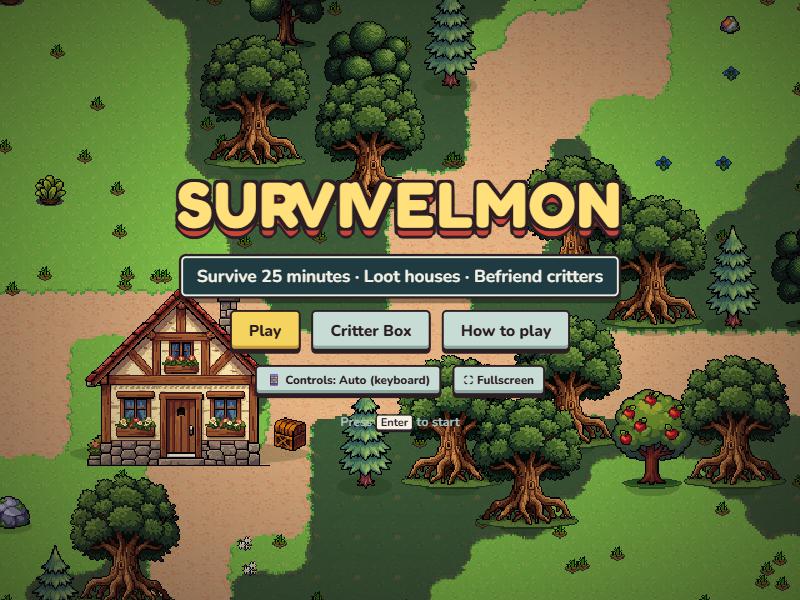 SURVIVELMON
Survive 25 minutes · Loot houses · Befriend critters
Play
Critter Box
How to play
Controls: Auto (keyboard)
Fullscreen
Press Enter to start